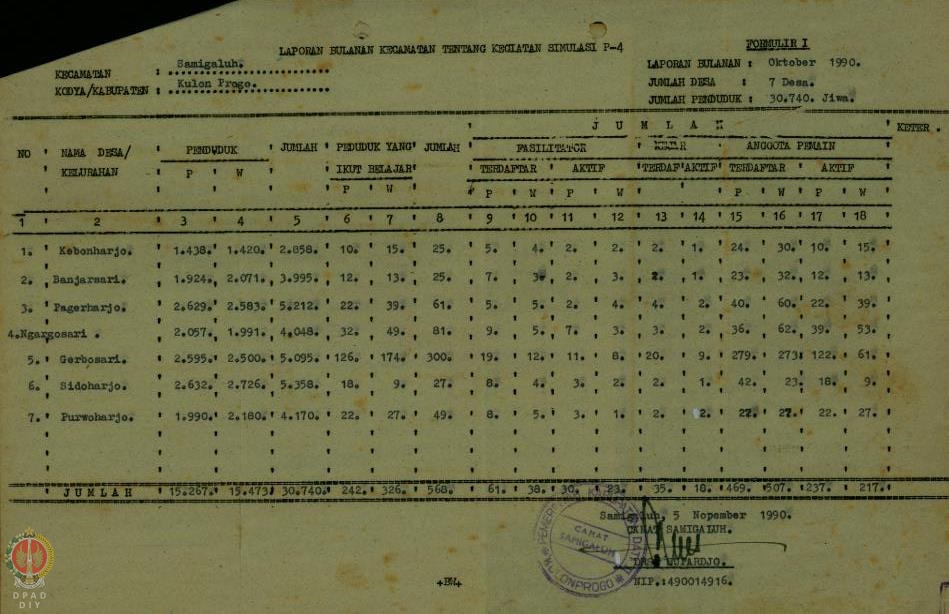 LAPORAN BULANAN KECAMATAN TENTANG KEGIATAN SIMULASI P-4
FORMULIR I
KECAMATAN : Samigaluh.
KODYA/KABUPATEN : Kulon Progo.
LAPORAN BULANAN : Oktober 1990.
JUMLAH DESA : 7 Desa.
JUMLAH PENDUDUK : 30.740. Jiwa.
J U M L A H KETER .
NO NAMA DESA/ PENDUDUK JUMLAH PEDUDUK YANG JUMLAH FASILITATOR ANGGOTA PEMAIN
KELURAHAN P W IKUT BELAJAR TERDAFTAR AKTIF TERDAF AKTIF TERDAFTAR AKTIF
P W P W P W P W P W
1 2 3 4 5 6 7 8 9 10 11 12 13 14 15 16 17 18
1. Kebonharjo. 1.438. 1.420. 2.858. 10. 15. 25. 5. 4. 2. 2. 2. 1. 24. 30. 10. 15.
2. Banjarsari. 1.924. 2.071. 3.995. 12. 13. 25. 7. 3. 2. 3. 2. 1. 23. 32. 12. 13.
3. Pagerharjo. 2.629. 2.583. 5.212. 22. 39. 61. 5. 5. 2. 4. 4. 2. 40. 60. 22. 39.
4.Ngargosari . 2.057. 1.991. 4.048. 32. 49. 81. 9. 5. 7. 3. 3. 2. 36. 62. 39. 53.
5. Gerbosari. 2.595. 2.500. 5.095. 126. 174. 300. 19. 12. 11. 8. 20. 9. 279. 273 122. 61.
6. Sidoharjo. 2.632. 2.726. 5.358. 18. 9. 27. 8. 4. 3. 2. 2. 1. 42. 23. 18. 9.
7. Purwoharjo. 1.990. 2.180. 4.170. 22. 27. 49. 8. 5. 3. 1. 2. 2. 27. 27. 22. 27.
J U M L A H 15.267. 15.473 30.740. 242. 326. 568. 61. 38. 30. 23. 35. 18. 469. 507. 237. 217.
Samigaluh, 5 Nopember 1990.
CAMAT SAMIGALUH.
CAMAT
SAMIGALUH
KULONPROGO
NIP.:490014916.
DPAD
DIY